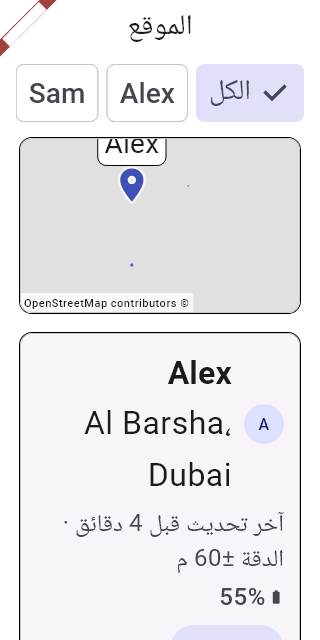 الموقع
الكل
Alex
Sam
Alex
OpenStreetMap contributors ©
Alex
A
Al Barsha،
Dubai
آخر تحديث قبل 4 دقائق ·
الدقة ±60 م
55%